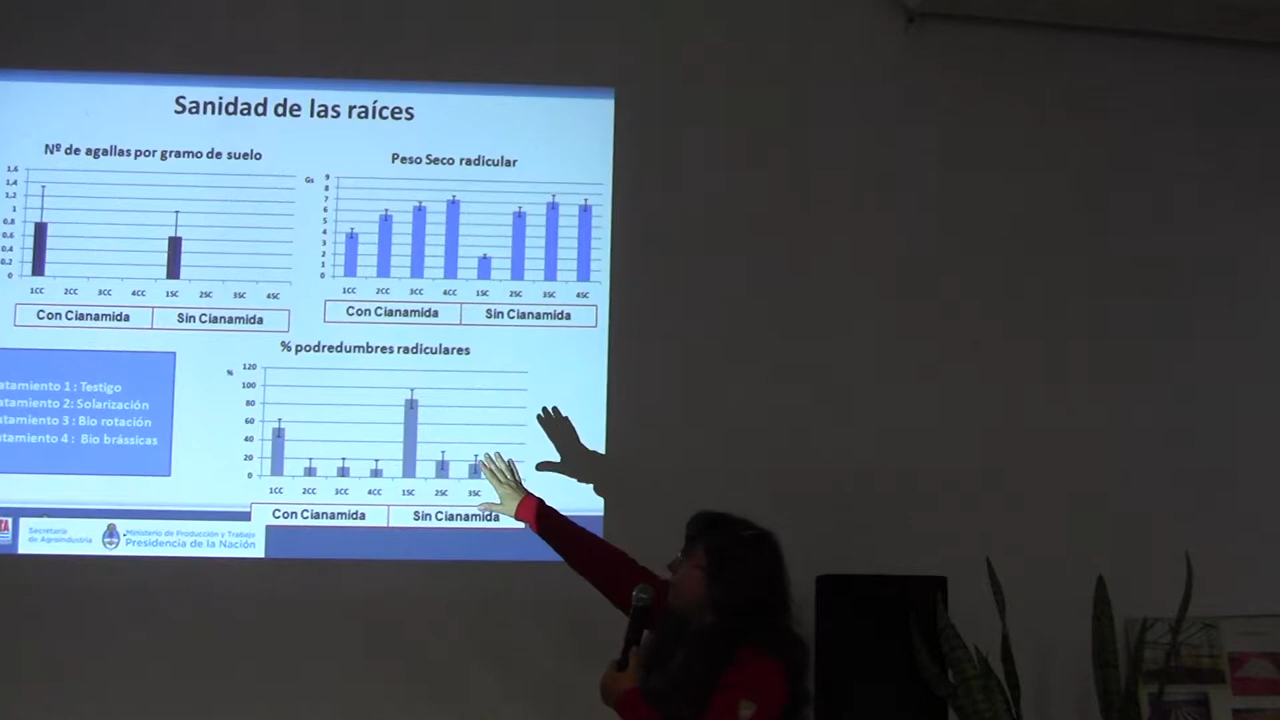 Sanidad de las raíces
Nº de agallas por gramo de suelo
1,6
1,4
1,2
1
0,8
0,6
0,4
0,2
0
1CC 2CC 3CC 4CC 1SC 2SC 3SC 4SC
Con Cianamida Sin Cianamida
Peso Seco radicular
Gs
9
8
7
6
5
4
3
2
1
0
1CC 2CC 3CC 4CC 1SC 2SC 3SC 4SC
Con Cianamida Sin Cianamida
% podredumbres radiculares
%
120
100
80
60
40
20
0
1CC 2CC 3CC 4CC 1SC 2SC 3SC
Con Cianamida Sin Cianamida
atamiento 1 : Testigo
atamiento 2: Solarización
atamiento 3 : Bio rotación
atamiento 4 : Bio brássicas
TA
Secretaría
de Agroindustria
Ministerio de Producción y Trabajo
Presidencia de la Nación